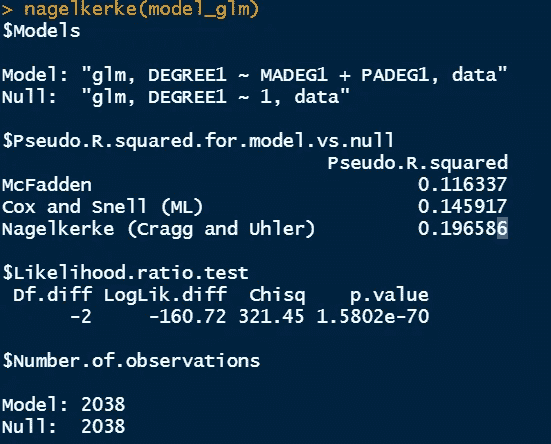 > nagelkerke(model_glm)
$Models
Model: "glm, DEGREE1 ~ MADEG1 + PADEG1, data"
Null:  "glm, DEGREE1 ~ 1, data"
$Pseudo.R.squared.for.model.vs.null
                             Pseudo.R.squared
McFadden                             0.116337
Cox and Snell (ML)                   0.145917
Nagelkerke (Cragg and Uhler)         0.196586
$Likelihood.ratio.test
 Df.diff LogLik.diff  Chisq    p.value
      -2     -160.72 321.45 1.5802e-70
$Number.of.observations
Model: 2038
Null:  2038